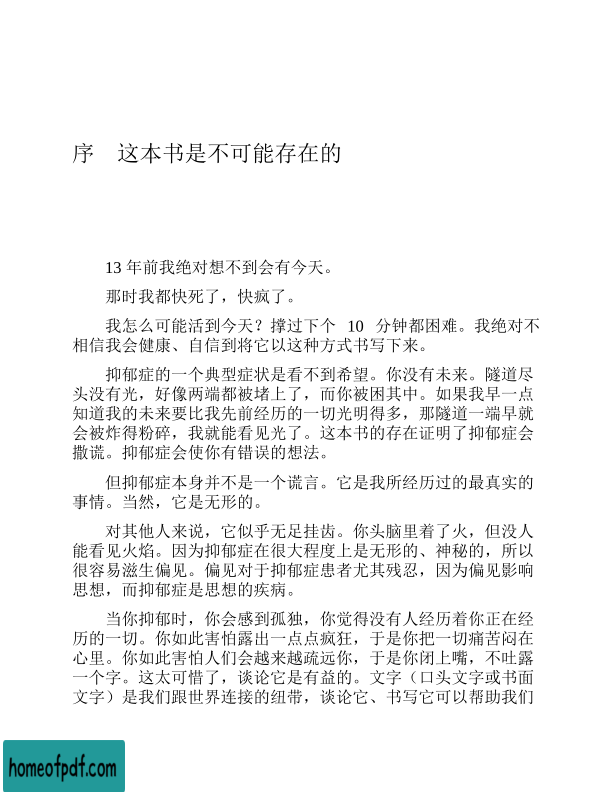 序　这本书是不可能存在的
13 年前我绝对想不到会有今天。
那时我都快死了，快疯了。
我怎么可能活到今天？撑过下个 10 分钟都困难。我绝对不
相信我会健康、自信到将它以这种方式书写下来。
抑郁症的一个典型症状是看不到希望。你没有未来。隧道尽
头没有光，好像两端都被堵上了，而你被困其中。如果我早一点
知道我的未来要比我先前经历的一切光明得多，那隧道一端早就
会被炸得粉碎，我就能看见光了。这本书的存在证明了抑郁症会
撒谎。抑郁症会使你有错误的想法。
但抑郁症本身并不是一个谎言。它是我所经历过的最真实的
事情。当然，它是无形的。
对其他人来说，它似乎无足挂齿。你头脑里着了火，但没人
能看见火焰。因为抑郁症在很大程度上是无形的、神秘的，所以
很容易滋生偏见。偏见对于抑郁症患者尤其残忍，因为偏见影响
思想，而抑郁症是思想的疾病。
当你抑郁时，你会感到孤独，你觉得没有人经历着你正在经
历的一切。你如此害怕露出一点点疯狂，于是你把一切痛苦闷在
心里。你如此害怕人们会越来越疏远你，于是你闭上嘴，不吐露
一个字。这太可惜了，谈论它是有益的。文字（口头文字或书面
文字）是我们跟世界连接的纽带，谈论它、书写它可以帮助我们
homeofpdf.com